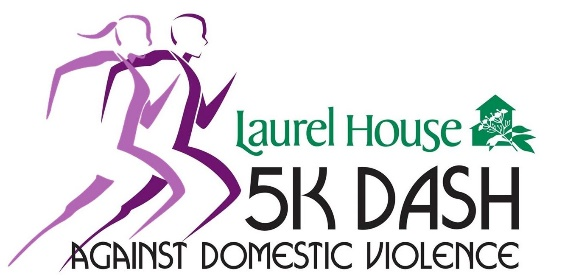 Laurel House
5K DASH
AGAINST DOMESTIC VIOLENCE